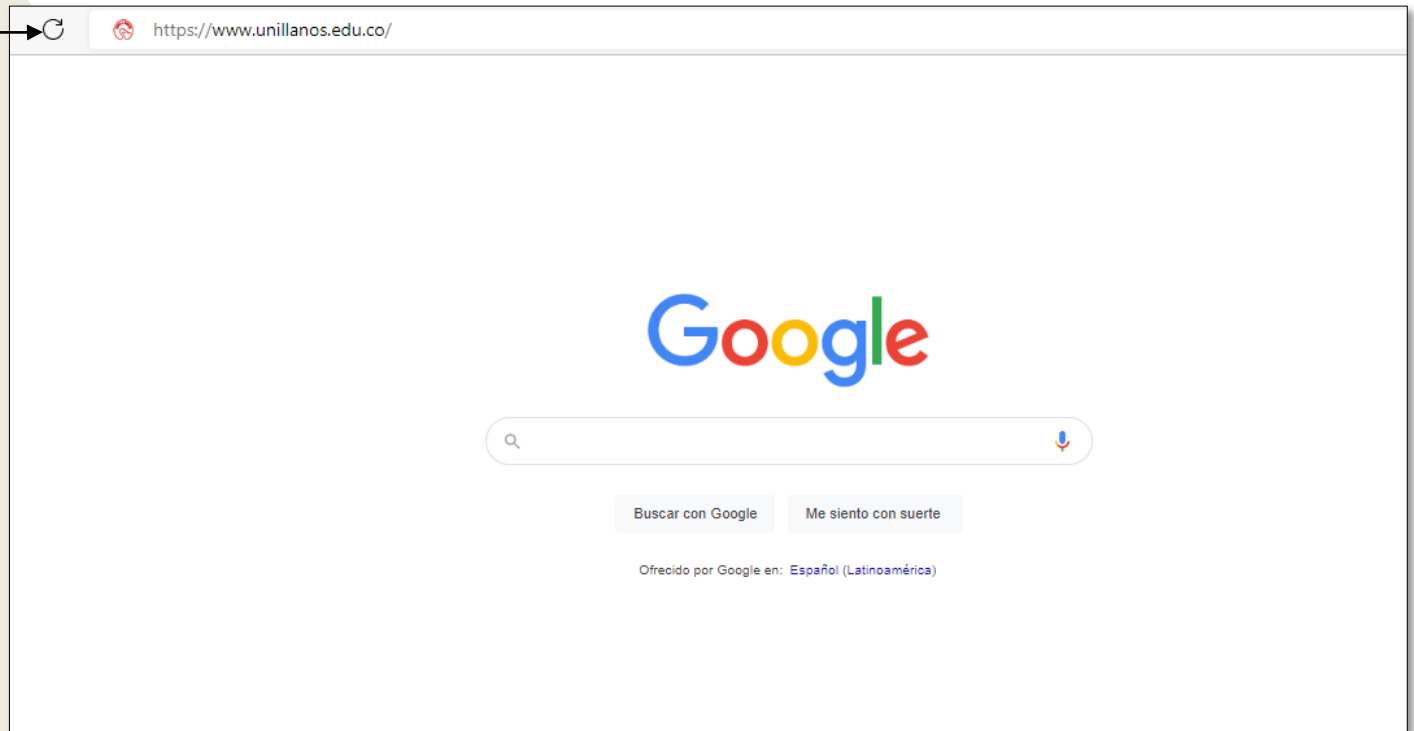 https://www.unillanos.edu.co/
Google
Buscar con Google Me siento con suerte
Ofrecido por Google en: Español (Latinoamérica)